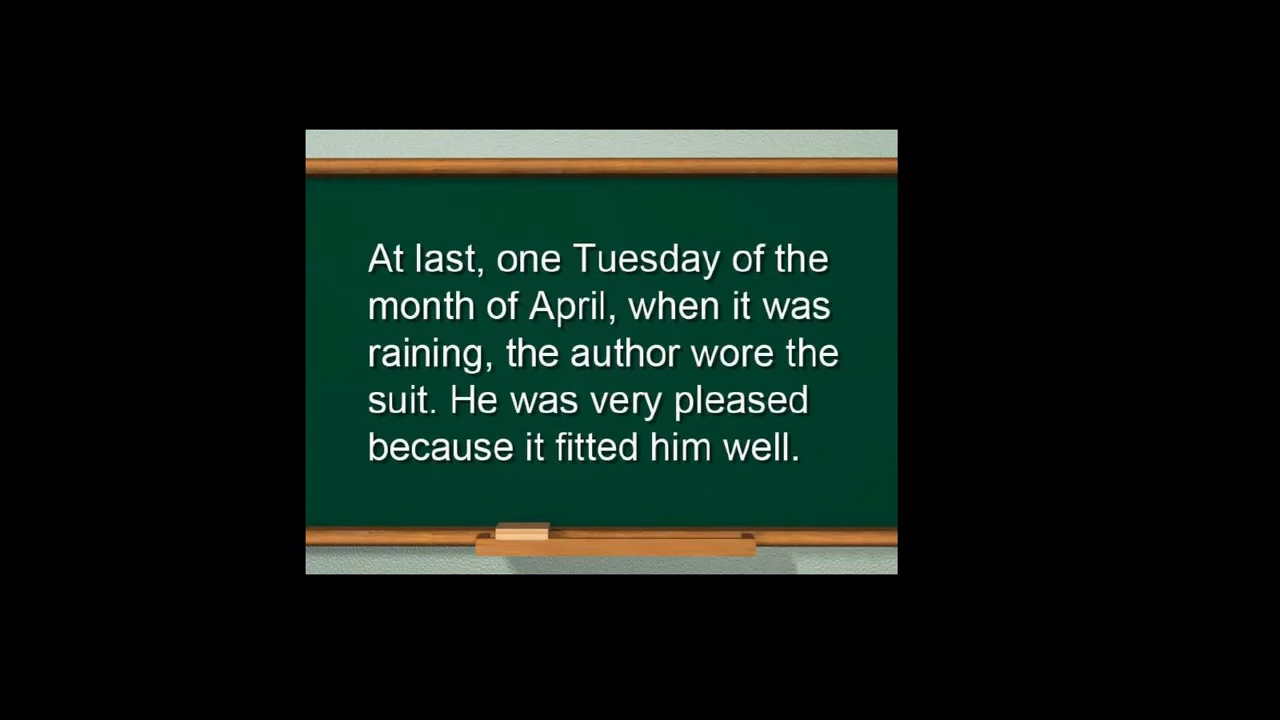 At last, one Tuesday of the
month of April, when it was
raining, the author wore the
suit. He was very pleased
because it fitted him well.